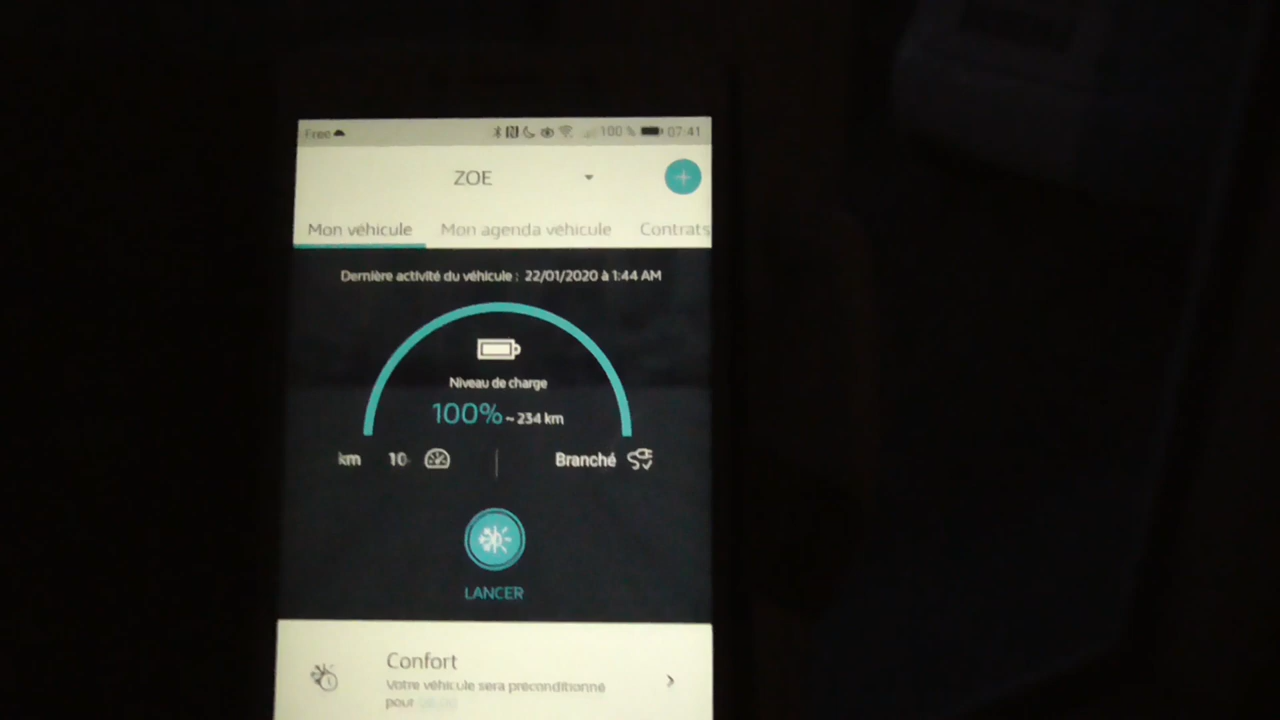 Free 100 % 07:41
ZOE
Mon véhicule Mon agenda véhicule Contrats
Dernière activité du véhicule : 22/01/2020 à 1:44 AM
Niveau de charge
100% ~ 234 km
km 10 Branché
LANCER
Confort
Votre véhicule sera préconditionné
pour